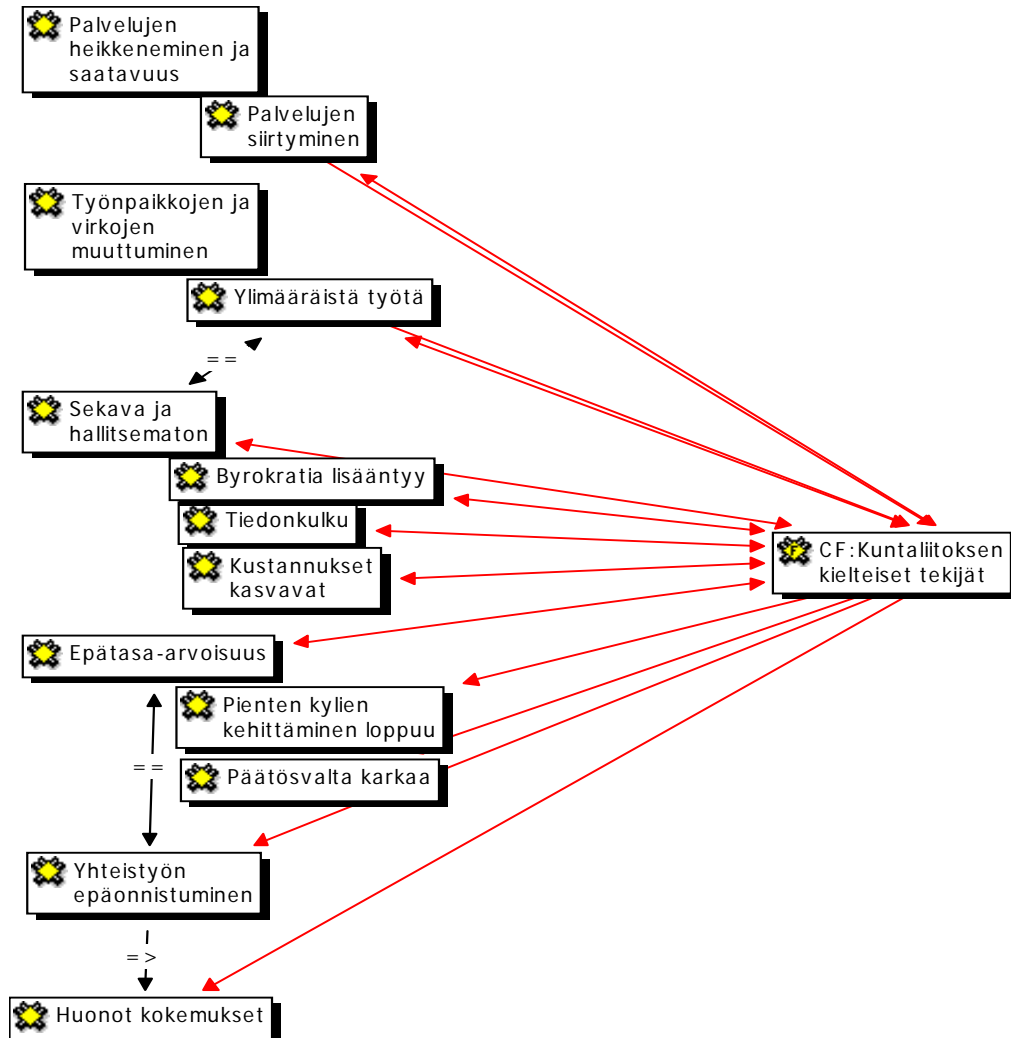 Palvelujen
heikkeneminen ja
saatavuus
Palvelujen
siirtyminen
Työnpaikkojen ja
virkojen
muuttuminen
Ylimääräistä työtä
==
Sekava ja
hallitsematon
Byrokratia lisääntyy
Tiedonkulku
Kustannukset
kasvavat
CF:Kuntaliitoksen
kielteiset tekijät
Epätasa-arvoisuus
Pienten kylien
kehittäminen loppuu
==
Päätösvalta karkaa
Yhteistyön
epäonnistuminen
=>
Huonot kokemukset